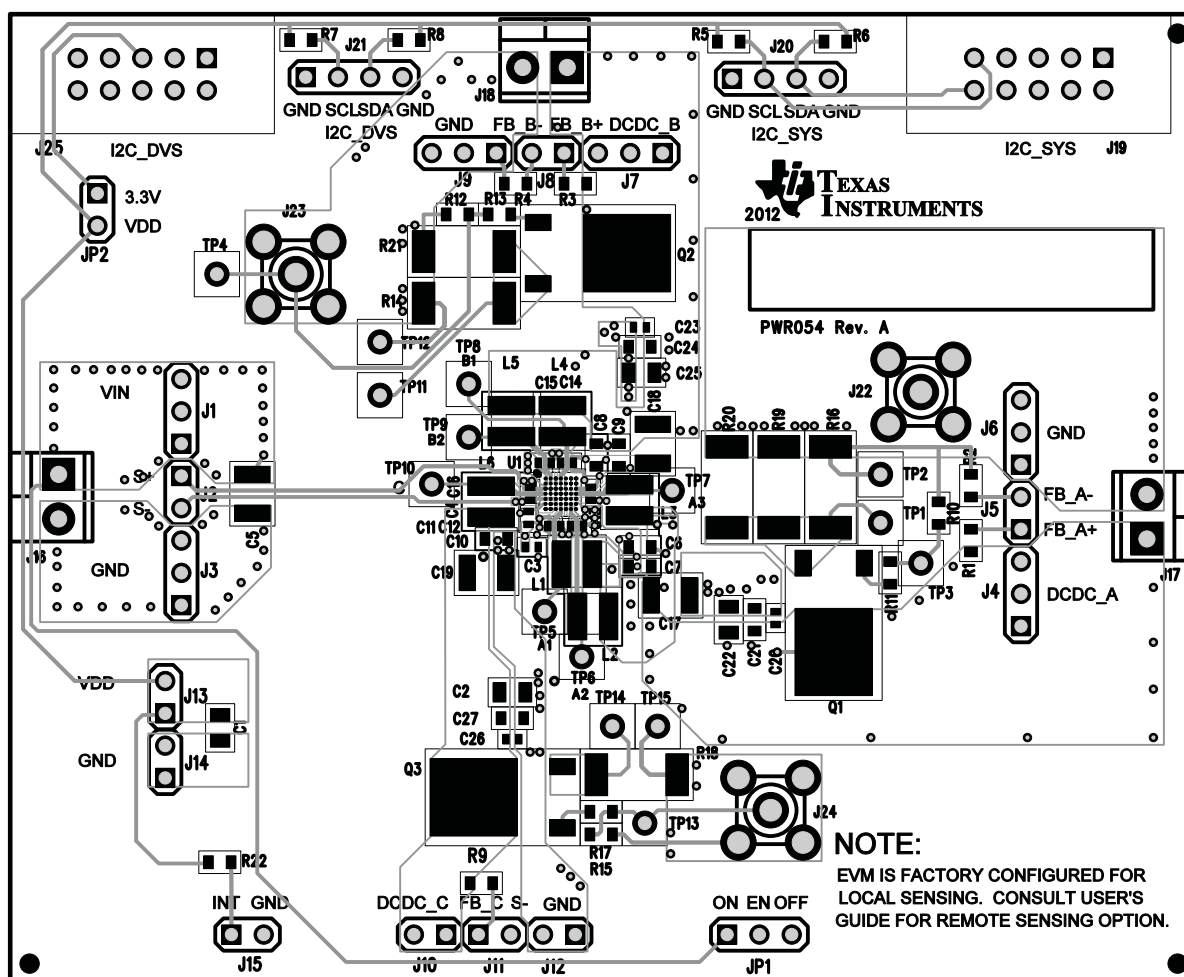 R7
J21
R8
R5
J20
R6
J18
GND SCL SDA GND
I2C_DVS
GND SCL SDA GND
I2C_SYS
J25
I2C_DVS
GND
FB_B-
FB_B+
DCDC_B
J9
J8
J7
I2C_SYS
J19
3.3V
VDD
JP2
J23
TP4
R12
R13
R4
R3
R21
R14
Q2
2012
TEXAS
INSTRUMENTS
PWR054 Rev. A
TP12
TP11
C23
C24
C25
TP8
B1
L5
L4
C15
C14
TP9
B2
C8
C9
C18
VIN
J1
J22
R20
R19
R16
J6
GND
TP10
U1
L6
C16
TP7
A3
TP2
R2
S+
J2
S-
J16
C5
C11
C12
C10
C19
C3
L1
C6
C7
TP1
R10
J5
FB_A-
FB_A+
R1
J17
GND
J3
TP5
A1
L2
TP6
A2
C17
C22
C21
C28
R11
TP3
J4
DCDC_A
Q1
VDD
J13
C1
GND
J14
C2
C27
C26
TP14
TP15
Q3
R18
J24
TP13
R17
R15
R9
R22
NOTE:
EVM IS FACTORY CONFIGURED FOR
LOCAL SENSING. CONSULT USER'S
GUIDE FOR REMOTE SENSING OPTION.
INT GND
J15
DCDC_C
FB_C
S-
GND
J10
J11
J12
ON EN OFF
JP1